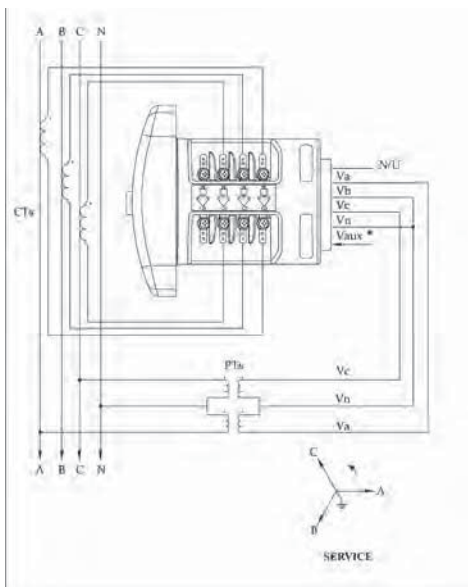 A B C N
N/U
Va
Vb
Vc
Vn
Vaux *
CTs
PTs
Vc
Vn
Va
A B C N
C
A
B
SERVICE